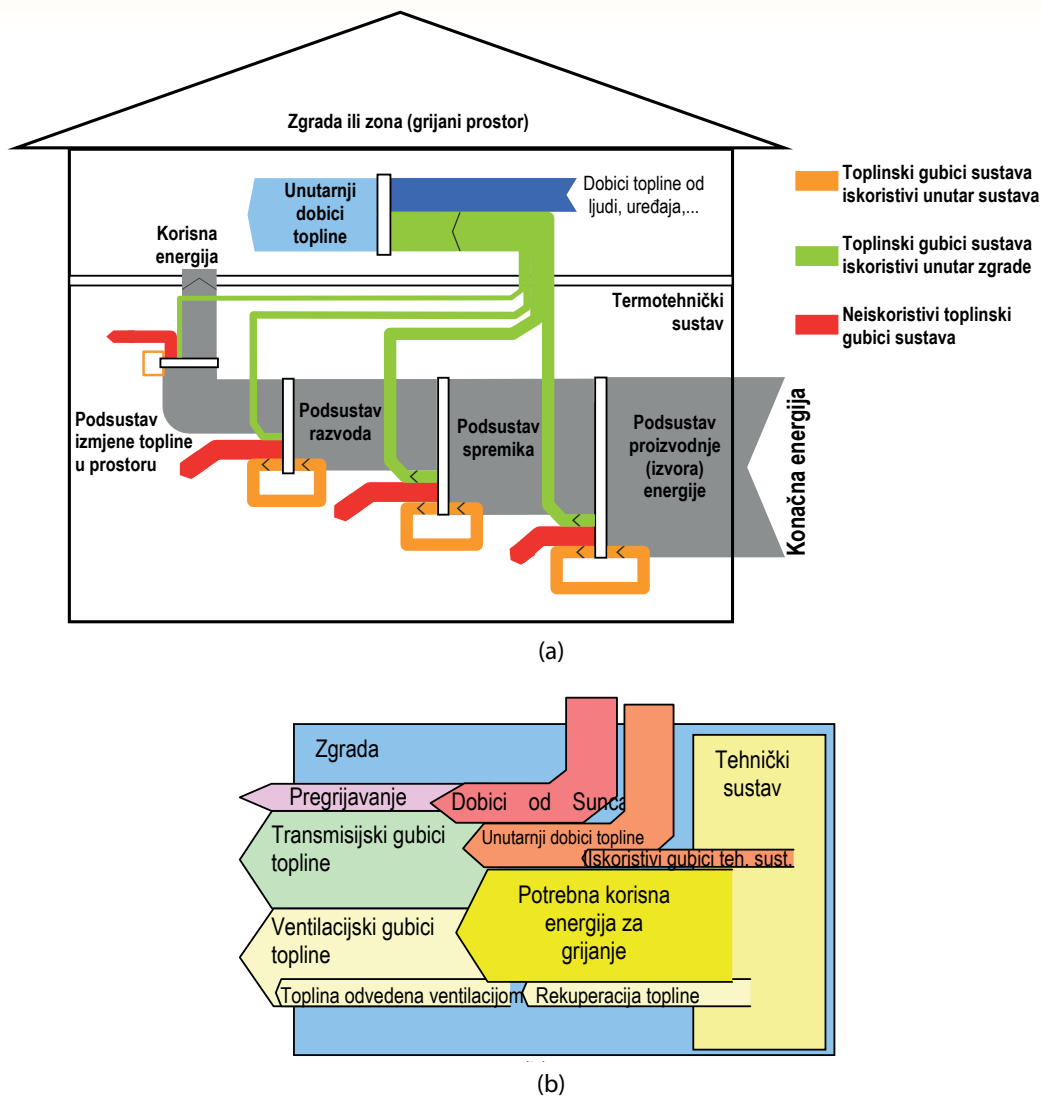 Zgrada ili zona (grijani prostor)
Unutarnji
dobici
topline
Dobici topline od
ljudi, uređaja,...
Korisna
energija
Termotehnički
sustav
Podsustav
izmjene topline
u prostoru
Podsustav
razvoda
Podsustav
spremika
Podsustav
proizvodnje
(izvora)
energije
Konačna energija
Toplinski gubici sustava
iskoristivi unutar sustava
Toplinski gubici sustava
iskoristivi unutar zgrade
Neiskoristivi toplinski
gubici sustava
(a)
Zgrada
Tehnički
sustav
Pregrijavanje
Dobici od Sunca
Transmisijski gubici
topline
Unutarnji dobici topline
Iskoristivi gubici teh. sust.
Potrebna korisna
energija za
grijanje
Ventilacijski gubici
topline
Toplina odvedena ventilacijom
Rekuperacija topline
(b)